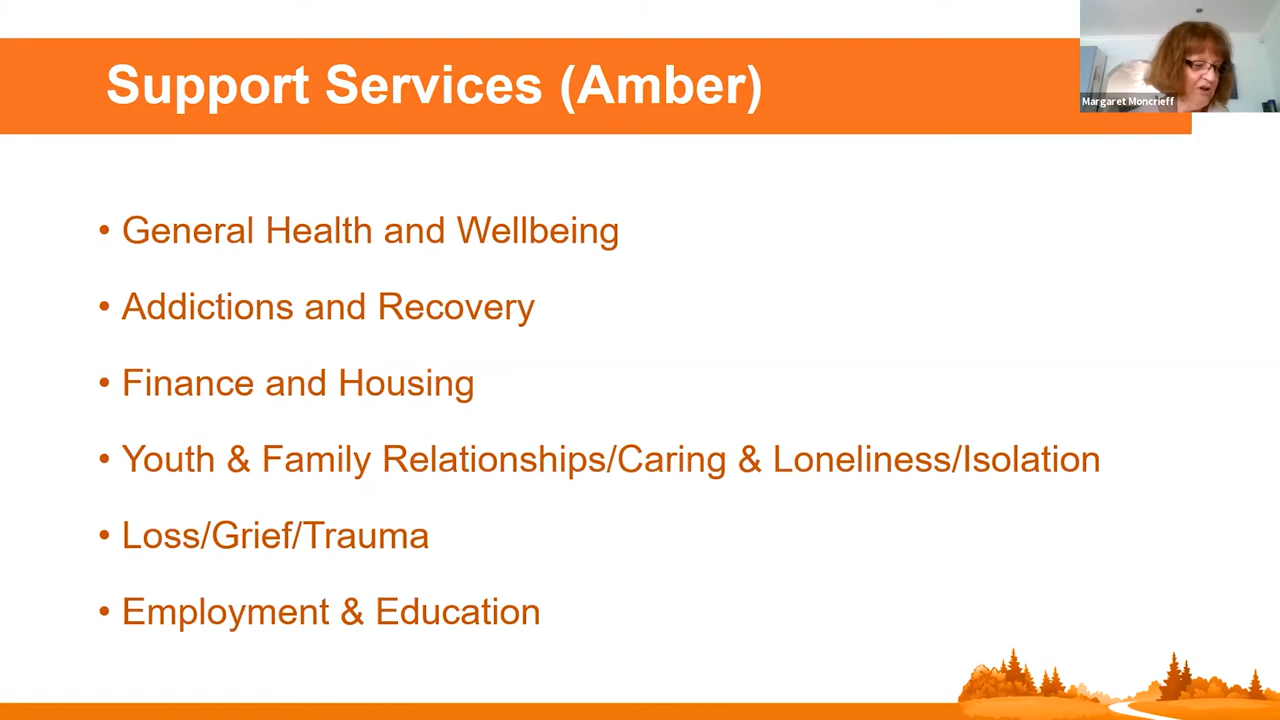 Support Services (Amber)
Margaret Moncrieff
• General Health and Wellbeing
• Addictions and Recovery
• Finance and Housing
• Youth & Family Relationships/Caring & Loneliness/Isolation
• Loss/Grief/Trauma
• Employment & Education